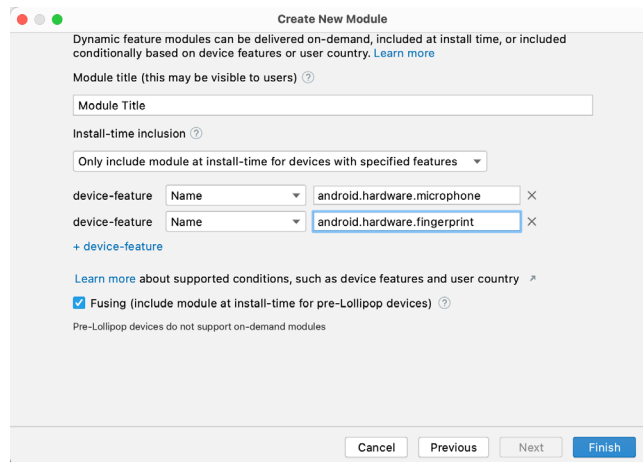 Create New Module
Dynamic feature modules can be delivered on-demand, included at install time, or included
conditionally based on device features or user country. Learn more
Module title (this may be visible to users) ?
Module Title
Install-time inclusion ?
Only include module at install-time for devices with specified features
device-feature Name android.hardware.microphone
device-feature Name android.hardware.fingerprint
+ device-feature
Learn more about supported conditions, such as device features and user country
Fusing (include module at install-time for pre-Lollipop devices) ?
Pre-Lollipop devices do not support on-demand modules
Cancel Previous Next Finish